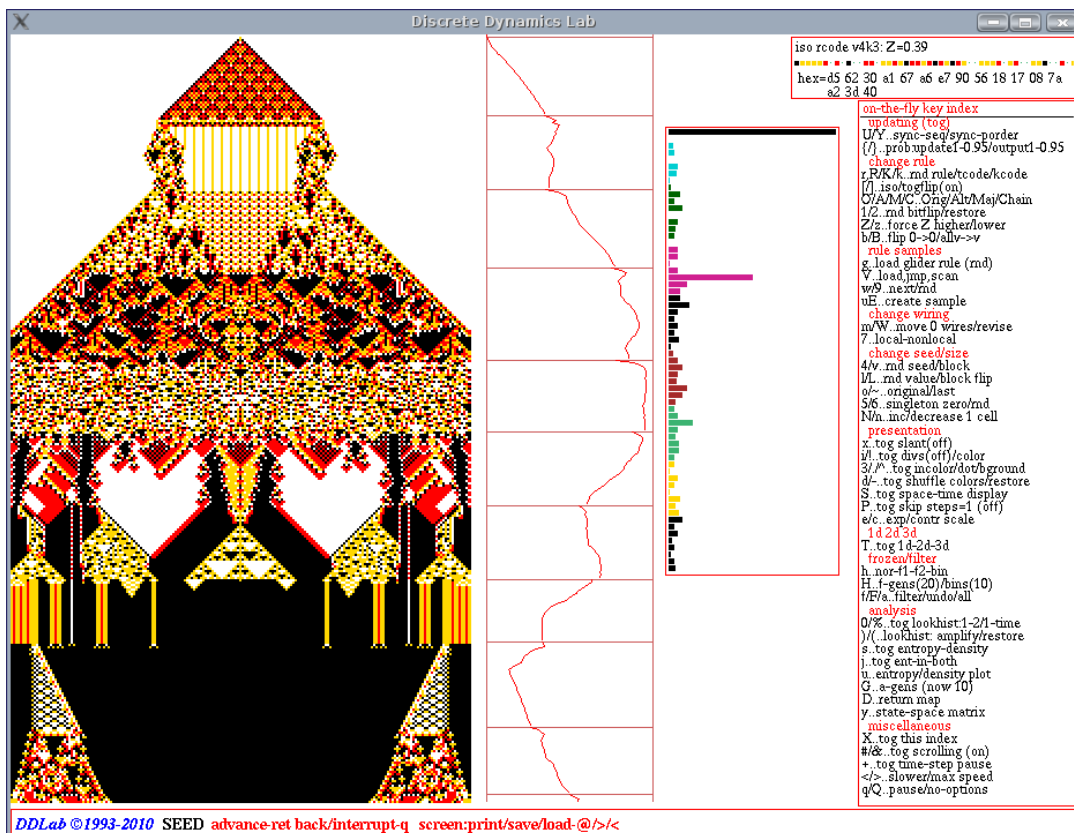 Discrete Dynamics Lab
iso rcode v4k3: Z=0.39
hex=d5 62 30 a1 67 a6 e7 90 56 18 17 08 7a
a2 3d 40
on-the-fly key index
updating (tog)
U/Y..sync-seq/sync-porder
{/}..prob:update1-0.95/output1-0.95
change rule
r,R/K/k..rnd rule/tcode/kcode
[/]..iso/togflip(on)
O/A/M/C..Orig/Alt/Maj/Chain
1/2..rnd bitflip/restore
Z/z..force Z higher/lower
b/B..flip 0->0/allv->v
rule samples
g..load glider rule (rnd)
V..load,jmp,scan
w/9..next/rnd
uE..create sample
change wiring
m/W..move 0 wires/revise
7..local-nonlocal
change seed/size
4/v..rnd seed/block
l/L..rnd value/block flip
o/~..original/last
5/6..singleton zero/rnd
N/n..inc/decrease 1 cell
presentation
x..tog slant(off)
i/!..tog divs(off)/color
3/./^..tog incolor/dot/bground
d/-..tog shuffle colors/restore
S..tog space-time display
P..tog skip steps=1 (off)
e/c..exp/contr scale
1d 2d 3d
T..tog 1d-2d-3d
frozen/filter
h..nor-f1-f2-bin
H..f-gens(20)/bins(10)
f/F/a..filter/undo/all
analysis
0/%..tog lookhist:1-2/1-time
)/(..lookhist: amplify/restore
s..tog entropy-density
j..tog ent-in-both
u..entropy/density plot
G..a-gens (now 10)
D..return map
y..state-space matrix
miscellaneous
X..tog this index
#/&..tog scrolling (on)
+..tog time-step pause
</>..slower/max speed
q/Q..pause/no-options
DDLab ©1993-2010 SEED advance-ret back/interrupt-q screen:print/save/load-@/>/<